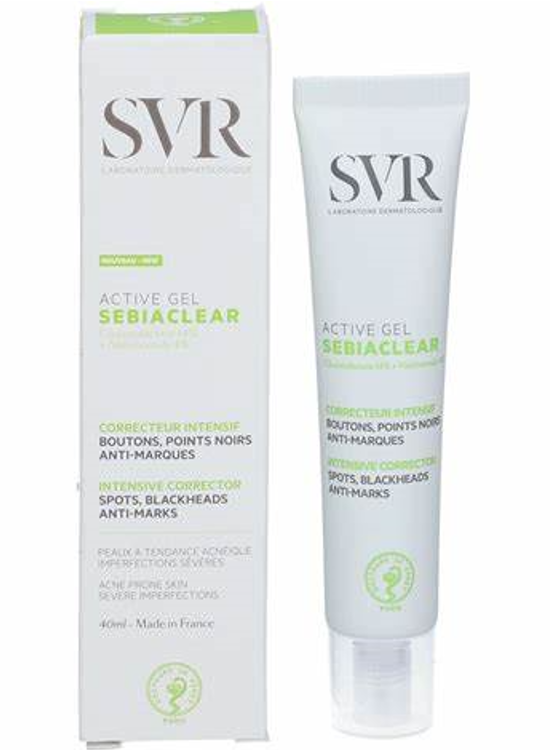 SVR
LABORATOIRE DERMATOLOGIQUE
NOUVEAU - NEW
ACTIVE GEL
SEBIACLEAR
CORRECTEUR INTENSIF
BOUTONS, POINTS NOIRS
ANTI-MARQUES
INTENSIVE CORRECTOR
SPOTS, BLACKHEADS
ANTI-MARKS
PEAUX À TENDANCE ACNÉIQUE
IMPERFECTIONS SÉVÈRES
ACNE PRONE SKIN
SEVERE IMPERFECTIONS
40ml - Made in France
PARIS
SVR
LABORATOIRE DERMATOLOGIQUE
ACTIVE GEL
SEBIACLEAR
CORRECTEUR INTENSIF
BOUTONS, POINTS NOIRS
ANTI-MARQUES
INTENSIVE CORRECTOR
SPOTS, BLACKHEADS
ANTI-MARKS
PARIS